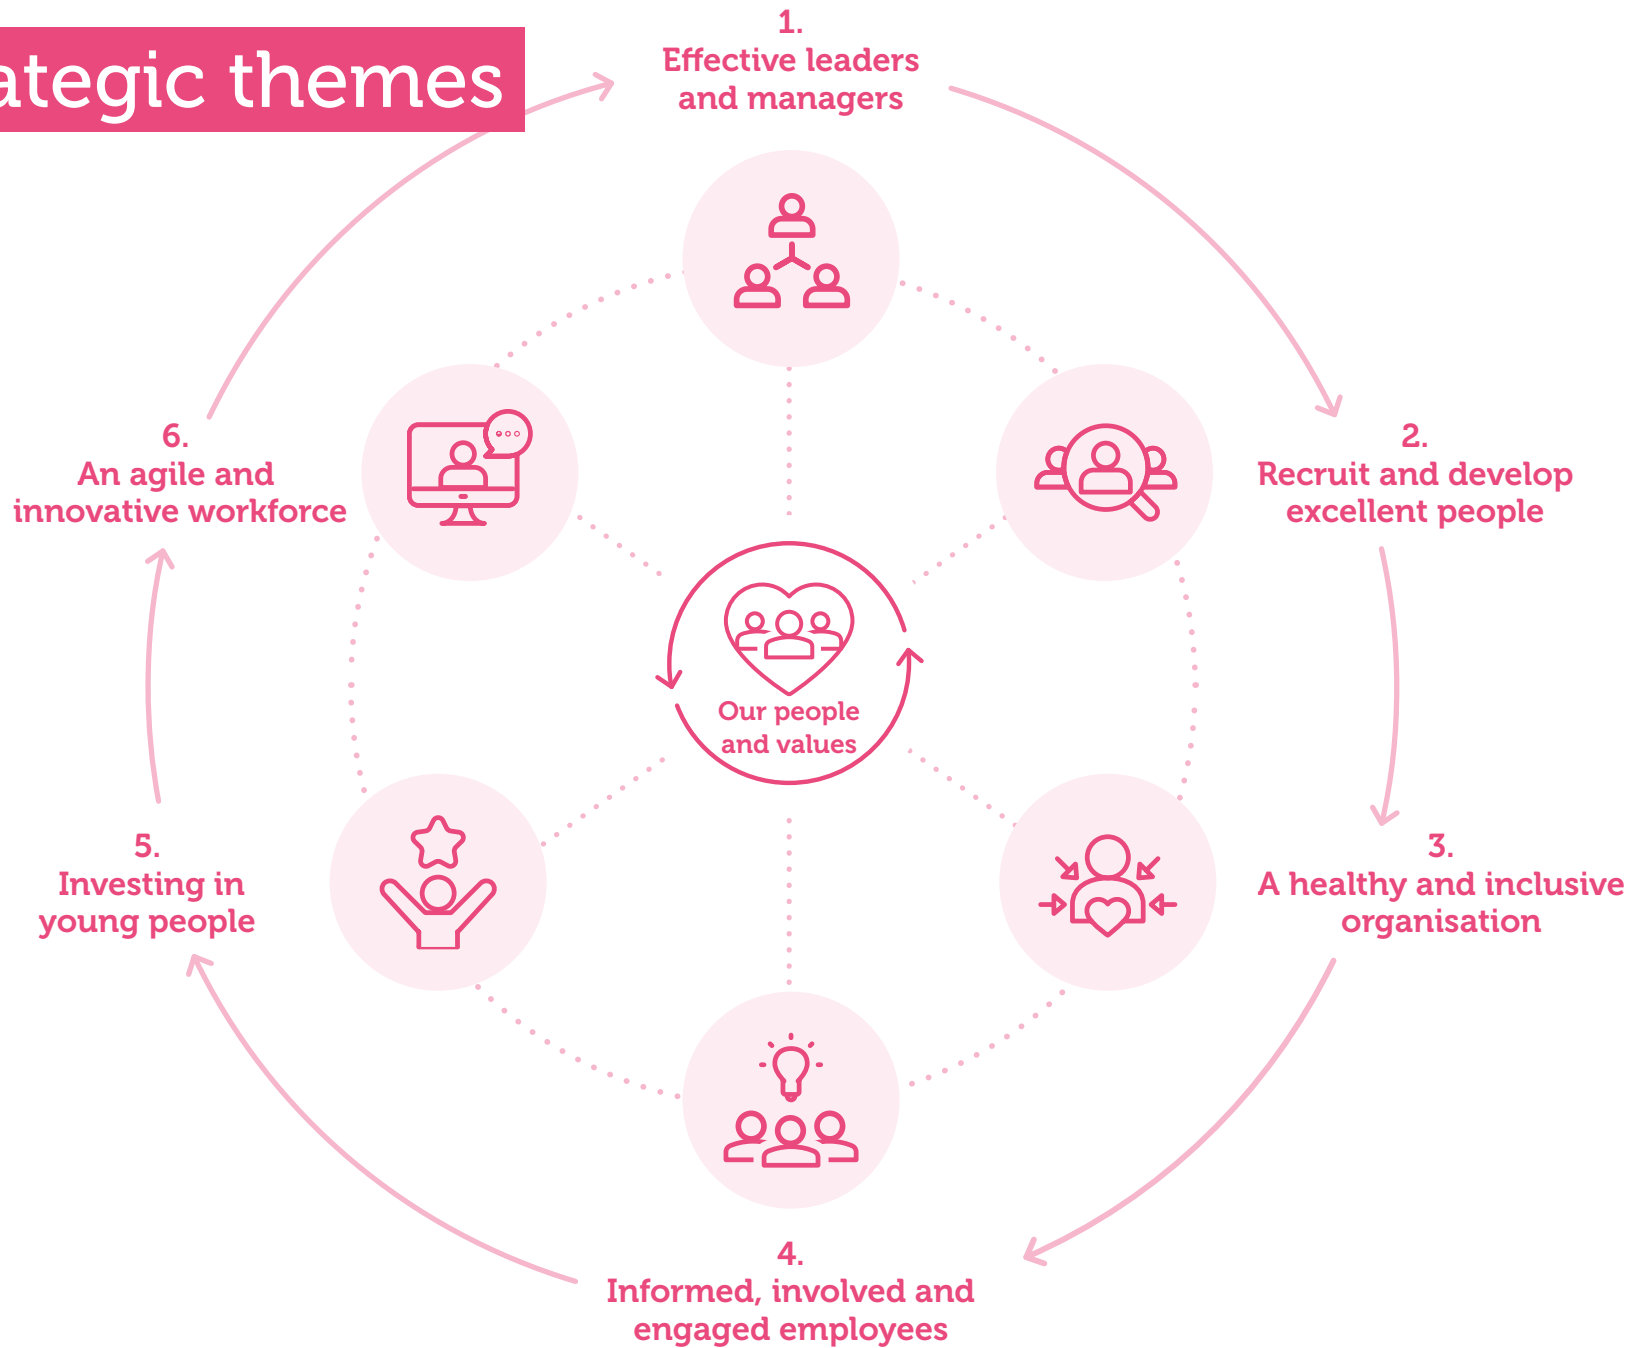 ategic themes
1.
Effective leaders
and managers
2.
Recruit and develop
excellent people
3.
A healthy and inclusive
organisation
4.
Informed, involved and
engaged employees
5.
Investing in
young people
6.
An agile and
innovative workforce
Our people
and values